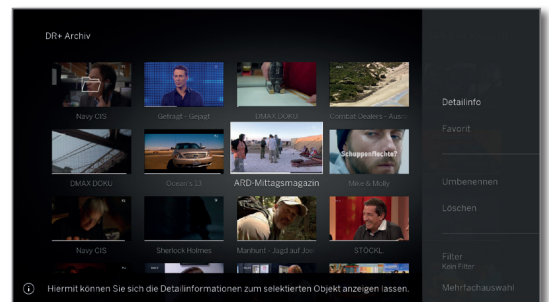 DR+ Archiv
Navy CIS
Gefragt - Gejagt
DMAX DOKU
Combat Dealers - Aus
DMAX DOKU
Ocean's 13
ARD-Mittagsmagazin
Schuppenflechte?
Mike & Molly
Navy CIS
Sherlock Holmes
Manhunt - Jagd auf Joe
STÖCKL
Detailinfo
Favorit
Umbenennen
Löschen
Filter
Kein Filter
Mehrfachauswahl
Hiermit können Sie sich die Detailinformationen zum selektierten Objekt anzeigen lassen.